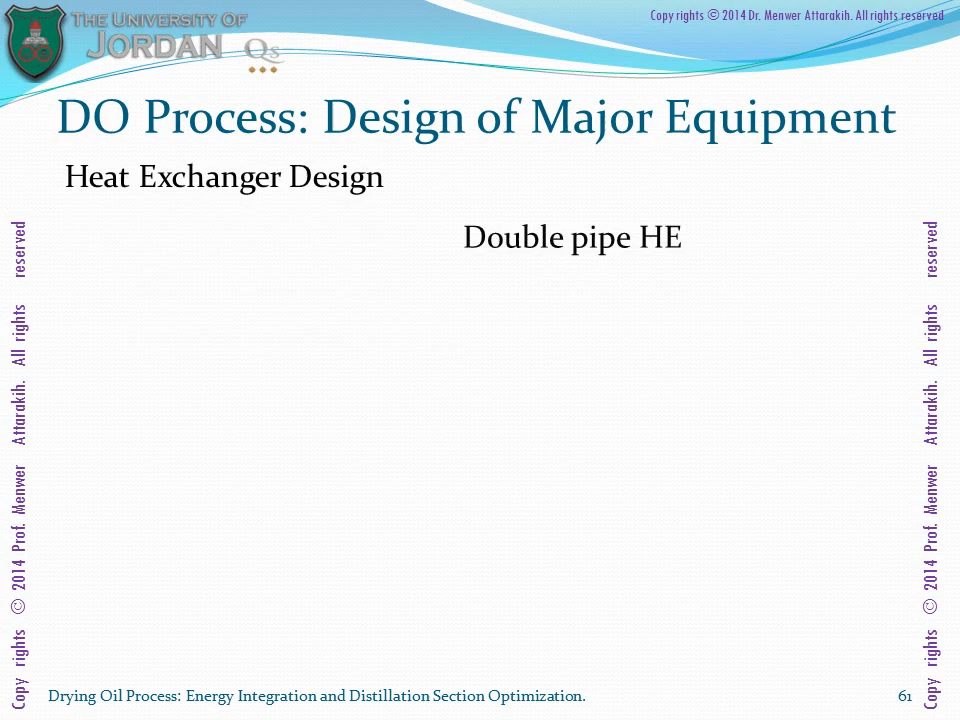 THE UNIVERSITY OF
JORDAN QS
Copy rights © 2014 Dr. Menwer Attarakih. All rights reserved
DO Process: Design of Major Equipment
Heat Exchanger Design
Double pipe HE
Copy rights © 2014 Prof. Menwer Attarakih. All rights reserved
Copy rights © 2014 Prof. Menwer Attarakih. All rights reserved
Drying Oil Process: Energy Integration and Distillation Section Optimization.
61